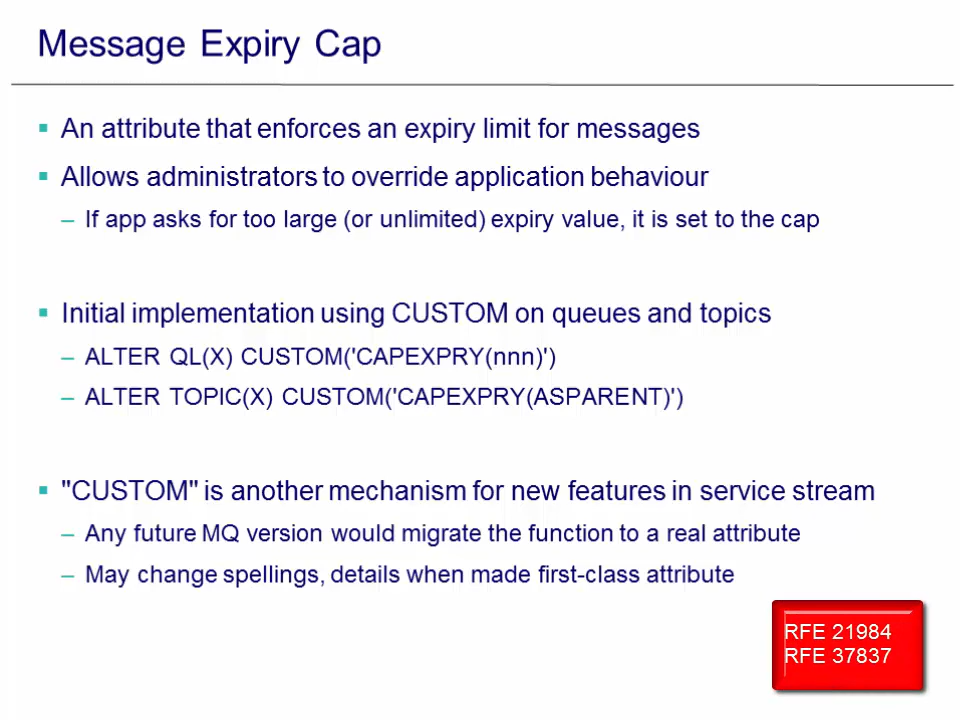 Message Expiry Cap
An attribute that enforces an expiry limit for messages
Allows administrators to override application behaviour
– If app asks for too large (or unlimited) expiry value, it is set to the cap
Initial implementation using CUSTOM on queues and topics
– ALTER QL(X) CUSTOM('CAPEXPRY(nnn)')
– ALTER TOPIC(X) CUSTOM('CAPEXPRY(ASPARENT)')
"CUSTOM" is another mechanism for new features in service stream
– Any future MQ version would migrate the function to a real attribute
– May change spellings, details when made first-class attribute
RFE 21984
RFE 37837